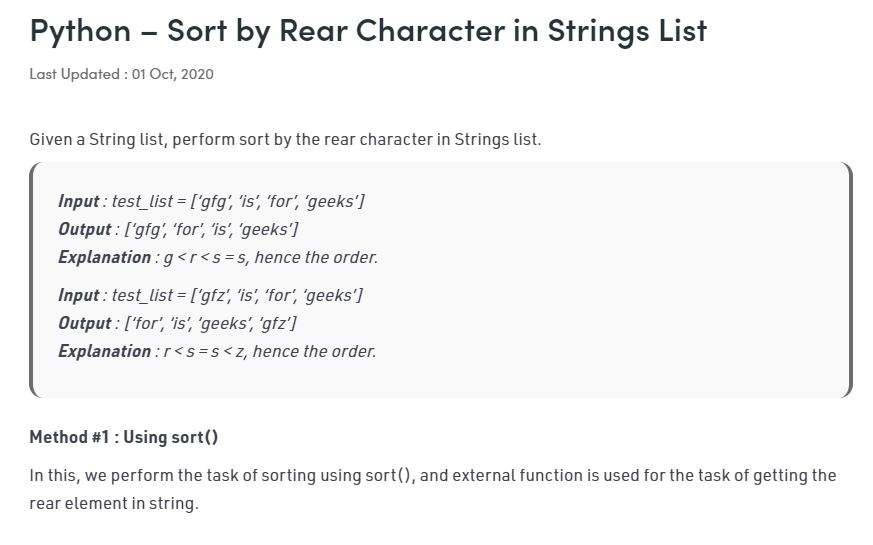 Python – Sort by Rear Character in Strings List
Last Updated : 01 Oct, 2020
Given a String list, perform sort by the rear character in Strings list.
Input : test_list = [‘gfg’, ‘is’, ‘for’, ‘geeks’]
Output : [‘gfg’, ‘for’, ‘is’, ‘geeks’]
Explanation : g < r < s = s, hence the order.
Input : test_list = [‘gfz’, ‘is’, ‘for’, ‘geeks’]
Output : [‘for’, ‘is’, ‘geeks’, ‘gfz’]
Explanation : r < s = s < z, hence the order.
Method #1 : Using sort()
In this, we perform the task of sorting using sort(), and external function is used for the task of getting the
rear element in string.